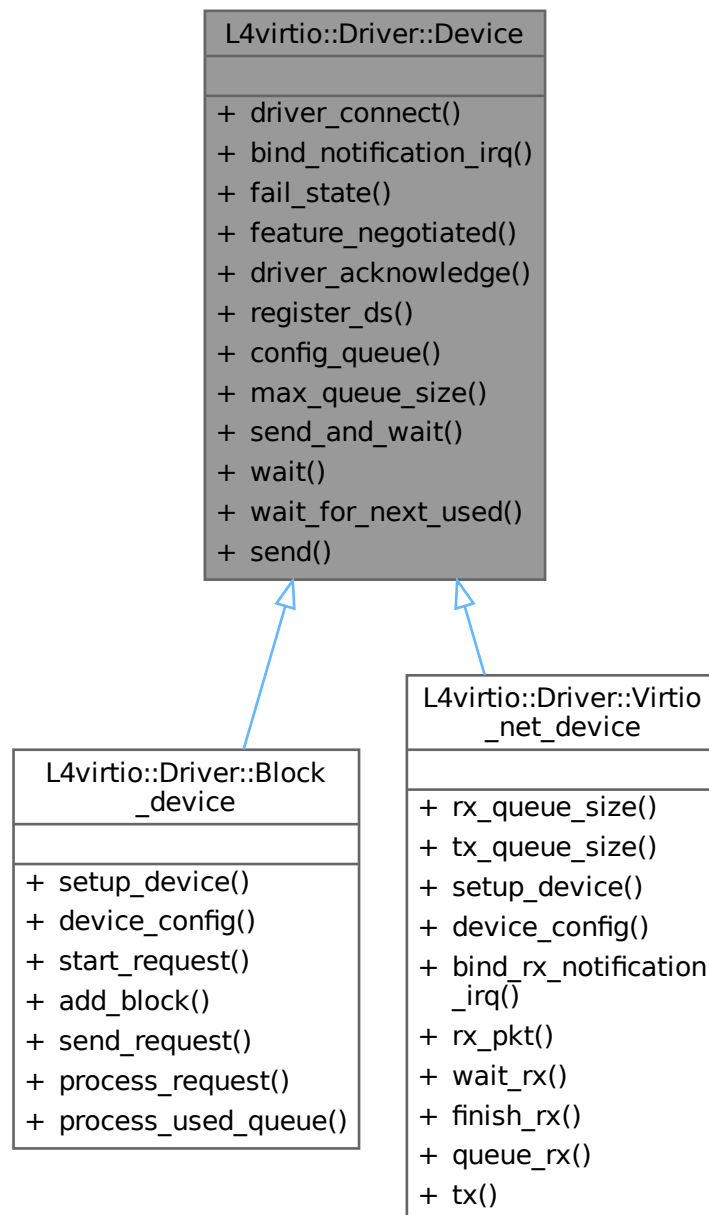 L4virtio::Driver::Device
+ driver_connect()
+ bind_notification_irq()
+ fail_state()
+ feature_negotiated()
+ driver_acknowledge()
+ register_ds()
+ config_queue()
+ max_queue_size()
+ send_and_wait()
+ wait()
+ wait_for_next_used()
+ send()
L4virtio::Driver::Block
_device
+ setup_device()
+ device_config()
+ start_request()
+ add_block()
+ send_request()
+ process_request()
+ process_used_queue()
L4virtio::Driver::Virtio
_net_device
+ rx_queue_size()
+ tx_queue_size()
+ setup_device()
+ device_config()
+ bind_rx_notification
_irq()
+ rx_pkt()
+ wait_rx()
+ finish_rx()
+ queue_rx()
+ tx()